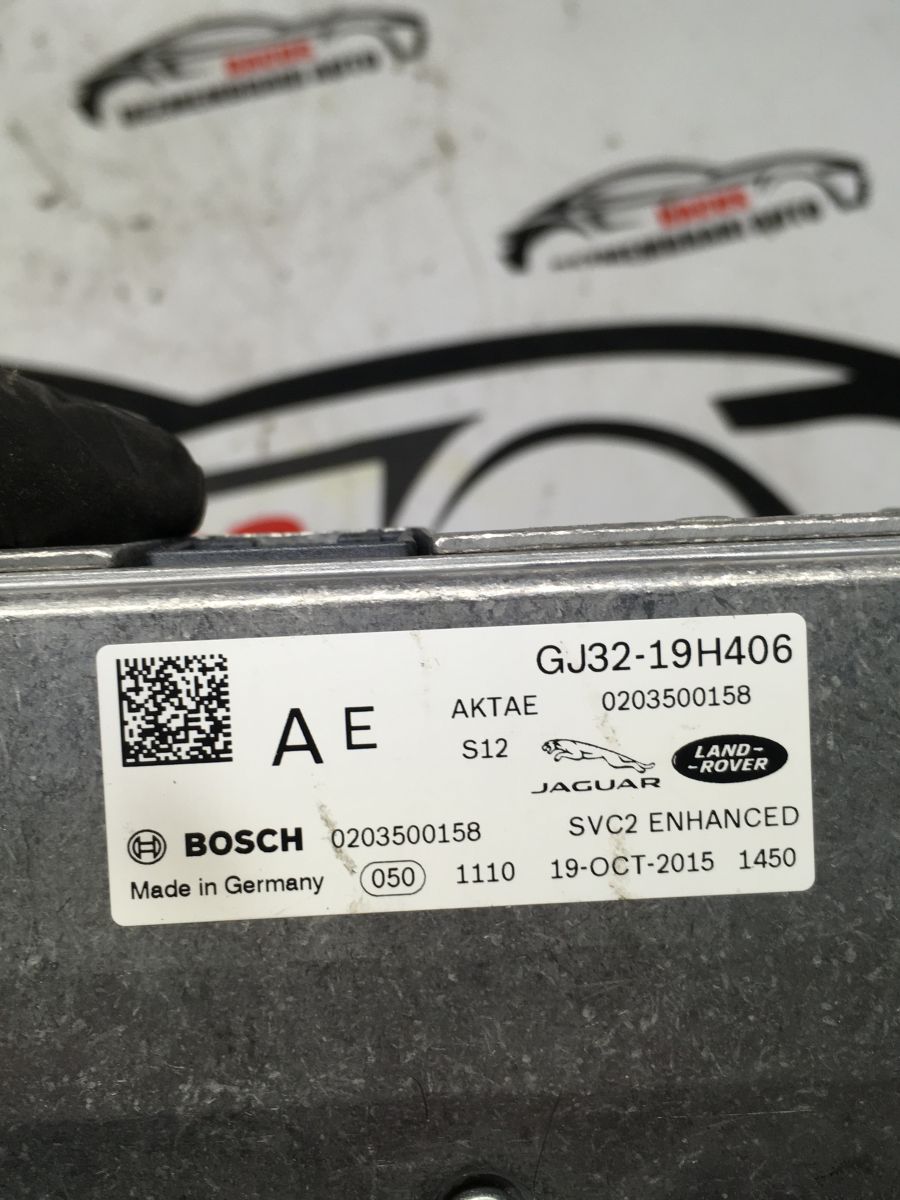 GJ32-19H406
AE
AKTAE 0203500158
S12
JAGUAR
LAND-
-ROVER
BOSCH 0203500158
SVC2 ENHANCED
Made in Germany 050 1110 19-OCT-2015 1450